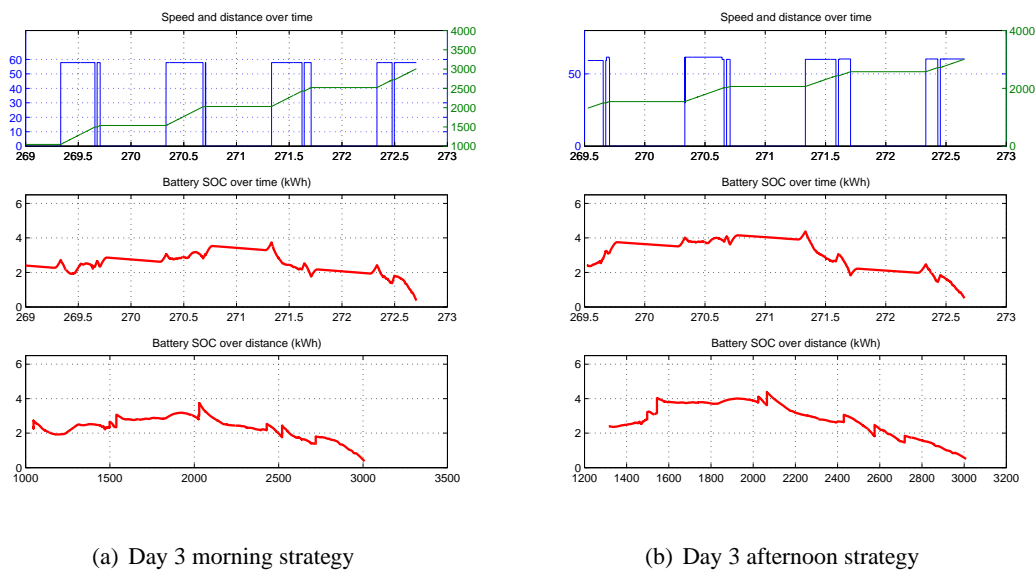 Speed and distance over time
60
50
40
30
20
10
0
4000
3500
3000
2500
2000
1500
1000
269 269.5 270 270.5 271 271.5 272 272.5 273
Battery SOC over time (kWh)
6
4
2
0
269 269.5 270 270.5 271 271.5 272 272.5 273
Battery SOC over distance (kWh)
6
4
2
0
1000 1500 2000 2500 3000 3500
(a) Day 3 morning strategy
Speed and distance over time
50
0
4000
2000
0
269.5 270 270.5 271 271.5 272 272.5 273
Battery SOC over time (kWh)
6
4
2
0
269.5 270 270.5 271 271.5 272 272.5 273
Battery SOC over distance (kWh)
6
4
2
0
1200 1400 1600 1800 2000 2200 2400 2600 2800 3000 3200
(b) Day 3 afternoon strategy